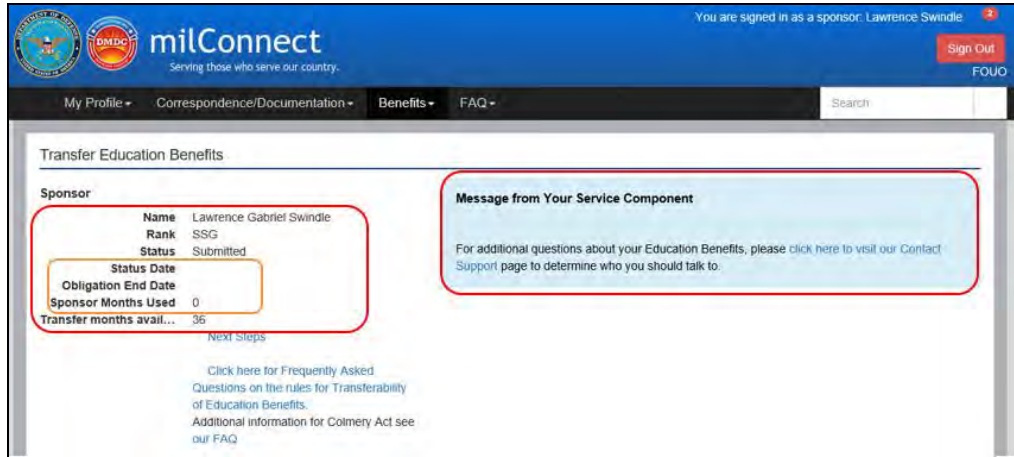 You are signed in as a sponsor: Lawrence Swindle 2
DMDC
milConnect
Serving those who serve our country.
Sign Out
FOUO
My Profile Correspondence/Documentation Benefits FAQ Search
Transfer Education Benefits
Sponsor
Name Lawrence Gabriel Swindle
Rank SSG
Status Submitted
Status Date
Obligation End Date
Sponsor Months Used 0
Transfer months avail... 36
Next Steps
Click here for Frequently Asked
Questions on the rules for Transferability
of Education Benefits.
Additional information for Colmery Act see
our FAQ
Message from Your Service Component
For additional questions about your Education Benefits, please click here to visit our Contact
Support page to determine who you should talk to.